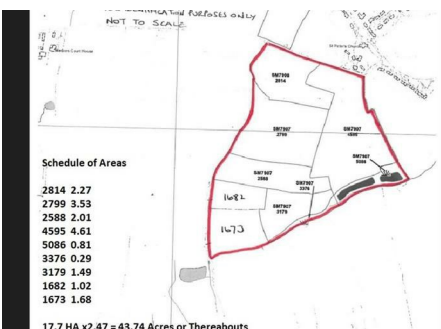 PURPOSES ONLY
NOT TO SCALE
SM7908
2814
SM7907
2799
SM7907
4595
SM7907
2588
SM7907
3376
SM7907
3179
1682
1673
Schedule of Areas
2814 2.27
2799 3.53
2588 2.01
4595 4.61
5086 0.81
3376 0.29
3179 1.49
1682 1.02
1673 1.68
17.7 HA x2.47 = 43.74 Acres or Thereabouts